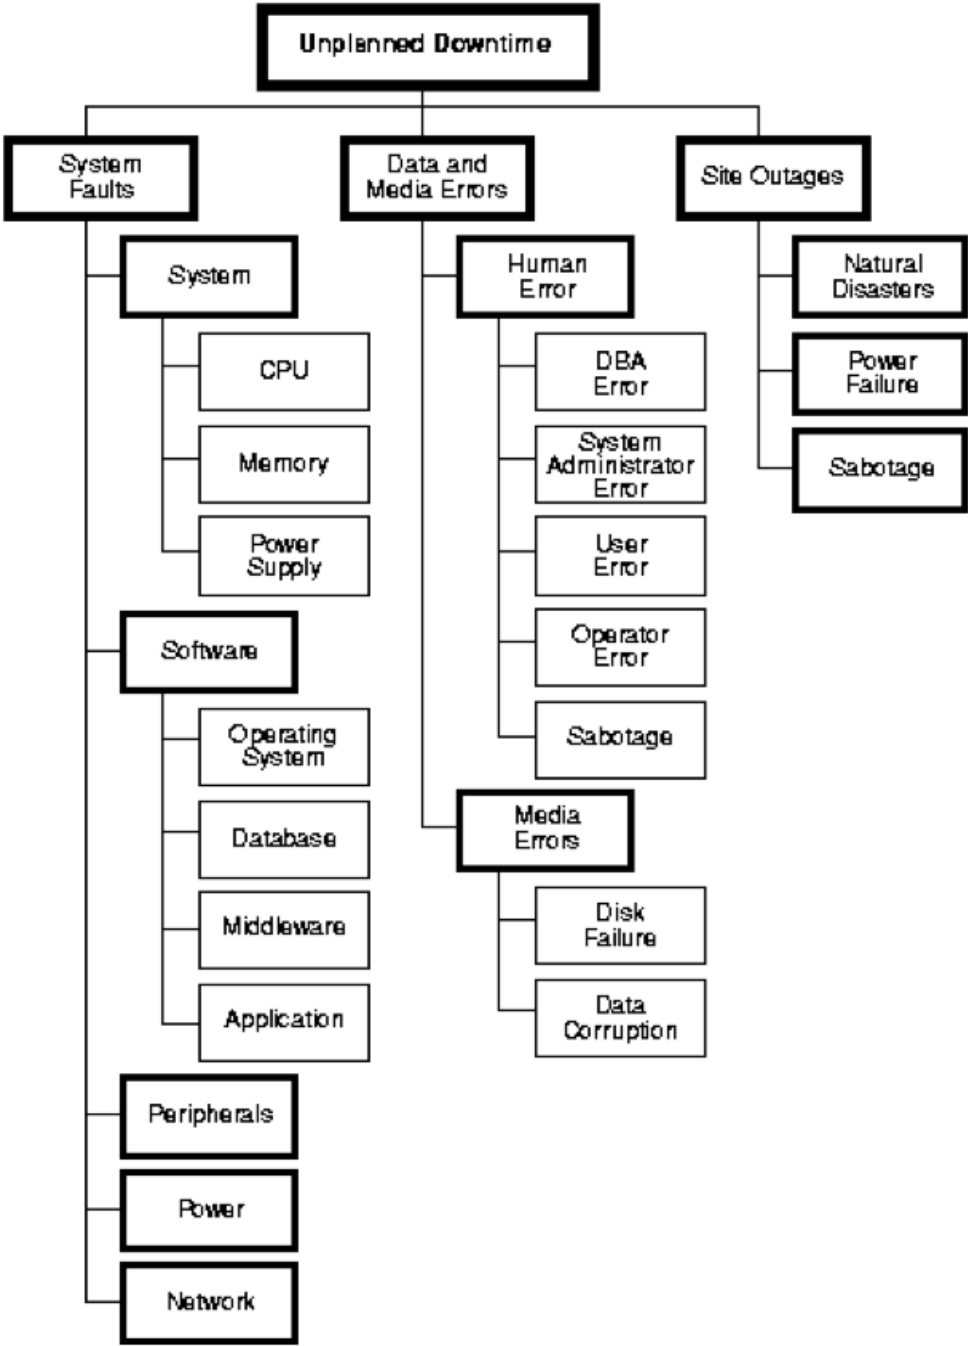 Unplanned Downtime
System
Faults
Data and
Media Errors
Site Outages
System
CPU
Memory
Power
Supply
Software
Operating
System
Database
Middleware
Application
Peripherals
Power
Network
Human
Error
DBA
Error
System
Administrator
Error
User
Error
Operator
Error
Sabotage
Media
Errors
Disk
Failure
Data
Corruption
Natural
Disasters
Power
Failure
Sabotage